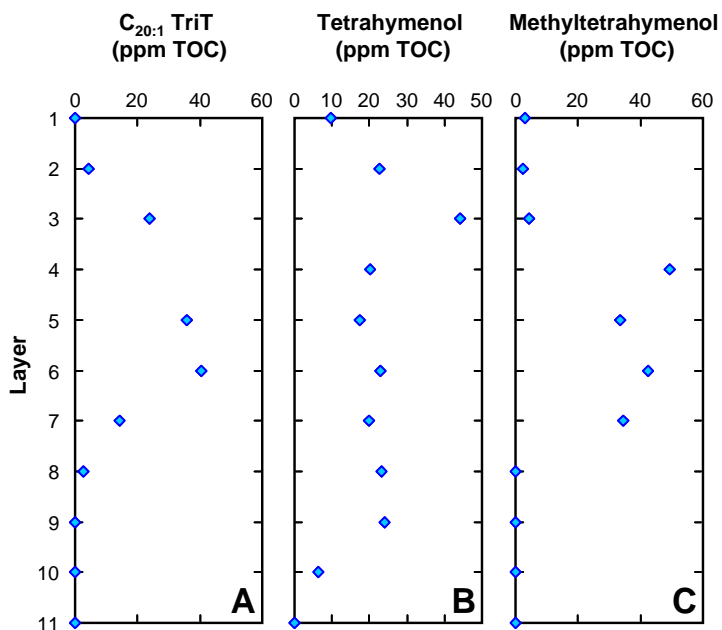 C20:1 TriT
(ppm TOC)
Tetrahymenol
(ppm TOC)
Methyltetrahymenol
(ppm TOC)
0 20 40 60
0 10 20 30 40 50
0 20 40 60
Layer
1
2
3
4
5
6
7
8
9
10
11
A
B
C